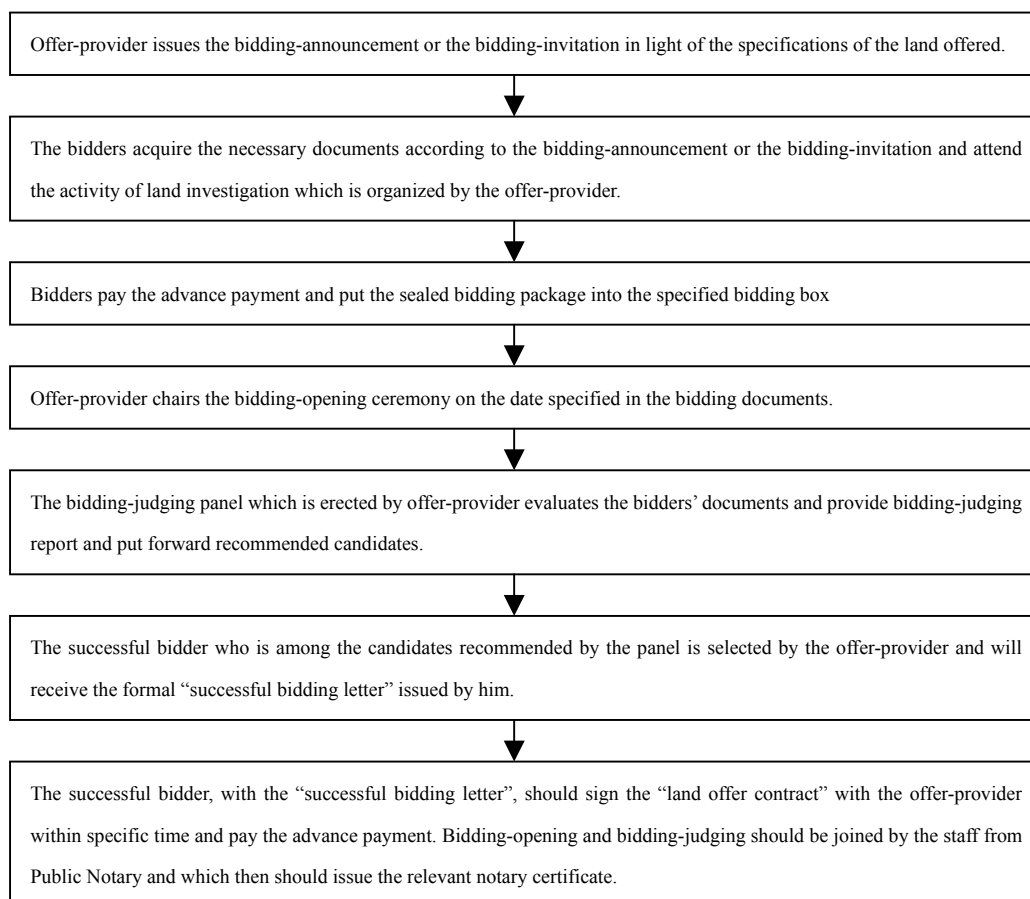 Offer-provider issues the bidding-announcement or the bidding-invitation in light of the specifications of the land offered.
The bidders acquire the necessary documents according to the bidding-announcement or the bidding-invitation and attend
the activity of land investigation which is organized by the offer-provider.
Bidders pay the advance payment and put the sealed bidding package into the specified bidding box
Offer-provider chairs the bidding-opening ceremony on the date specified in the bidding documents.
The bidding-judging panel which is erected by offer-provider evaluates the bidders’ documents and provide bidding-judging
report and put forward recommended candidates.
The successful bidder who is among the candidates recommended by the panel is selected by the offer-provider and will
receive the formal “successful bidding letter” issued by him.
The successful bidder, with the “successful bidding letter”, should sign the “land offer contract” with the offer-provider
within specific time and pay the advance payment. Bidding-opening and bidding-judging should be joined by the staff from
Public Notary and which then should issue the relevant notary certificate.